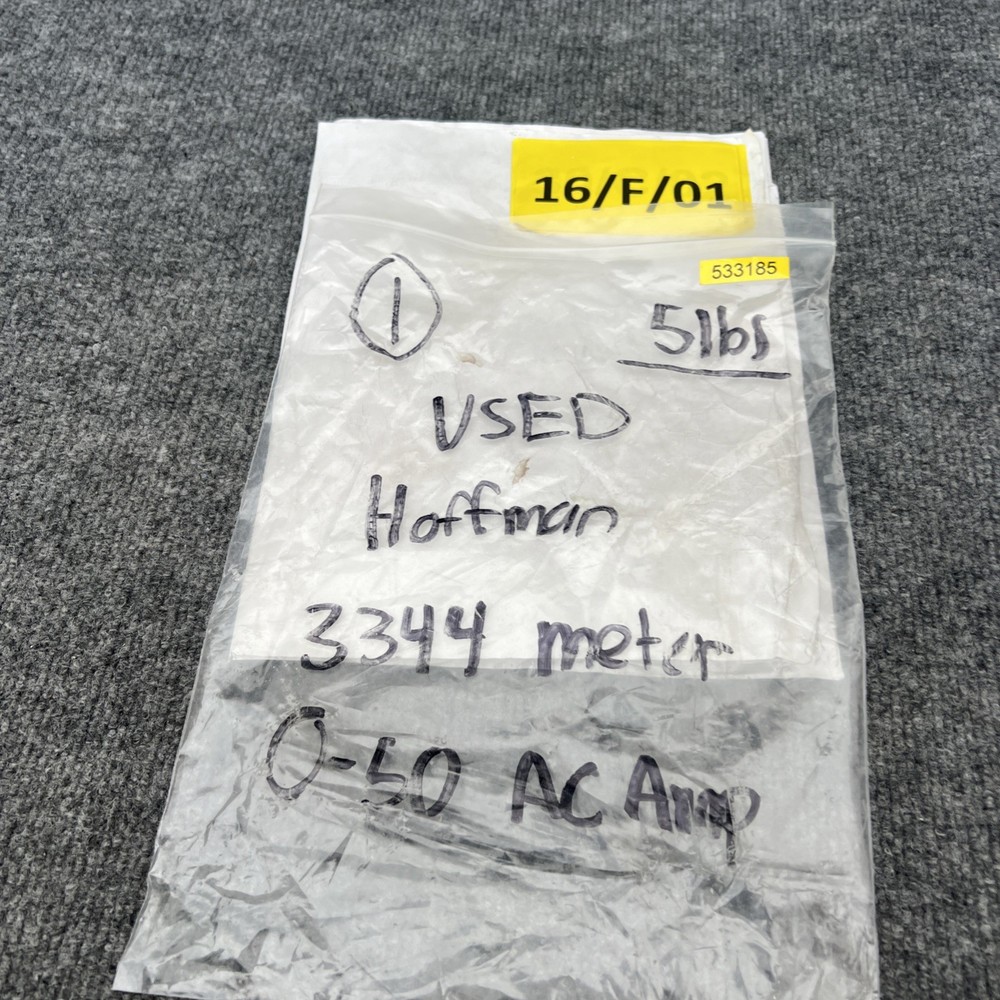 16/F/01
533185
1
5lbs
USED
Hoffman
3344 meter
0-50 AC Amp